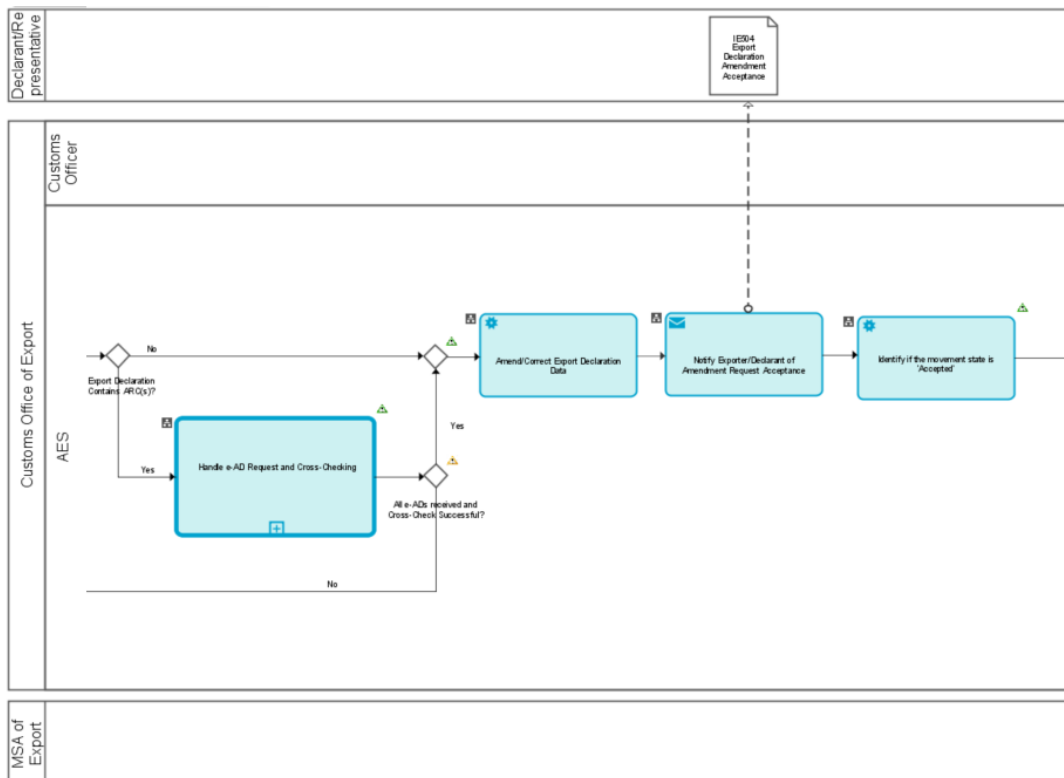 Declarant/Re
presentative
IE504
Export
Declaration
Amendment
Acceptance
Customs Office of Export
Customs
Officer
AES
No
Export Declaration
Contains ARC(s)?
Yes
Handle e-AD Request and Cross-Checking
Yes
All e-ADs received and
Cross-Check Successful?
No
Amend/Correct Export Declaration
Data
Notify Exporter/Declarant of
Amendment Request Acceptance
Identify if the movement state is
'Accepted'
MSA of
Export